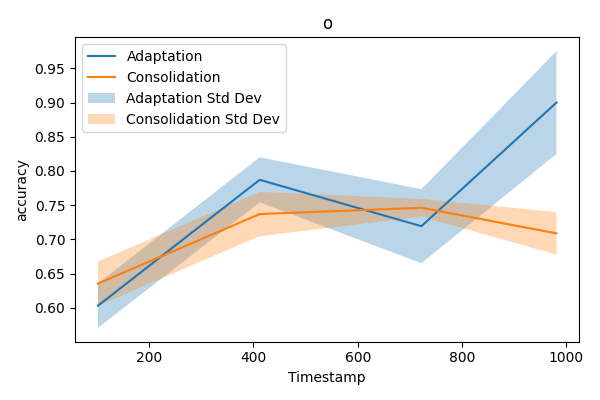 o
Adaptation
Consolidation
Adaptation Std Dev
Consolidation Std Dev
accuracy
0.95
0.90
0.85
0.80
0.75
0.70
0.65
0.60
200 400 600 800 1000
Timestamp